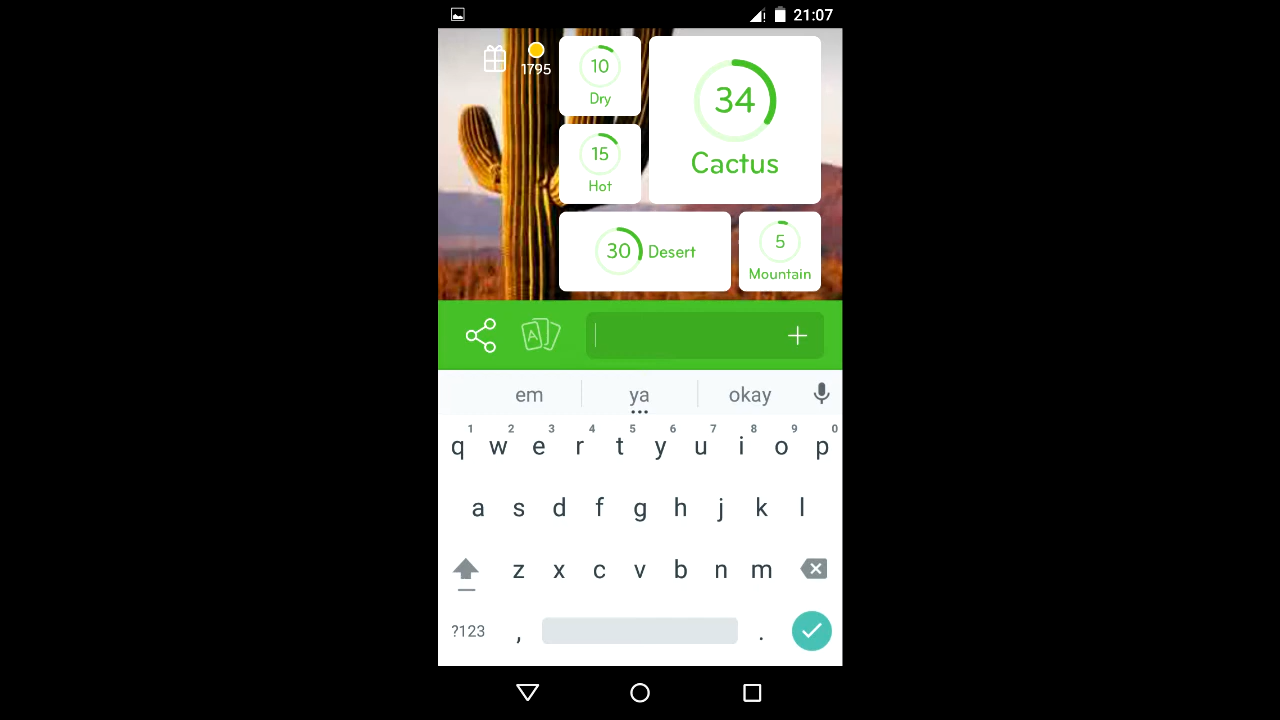 21:07
1795
10
Dry
34
Cactus
15
Hot
30 Desert
5
Mountain
A J
em ya okay
1 2 3 4 5 6 7 8 9 0
q w e r t y u i o p
a s d f g h j k l
z x c v b n m
?123 , .